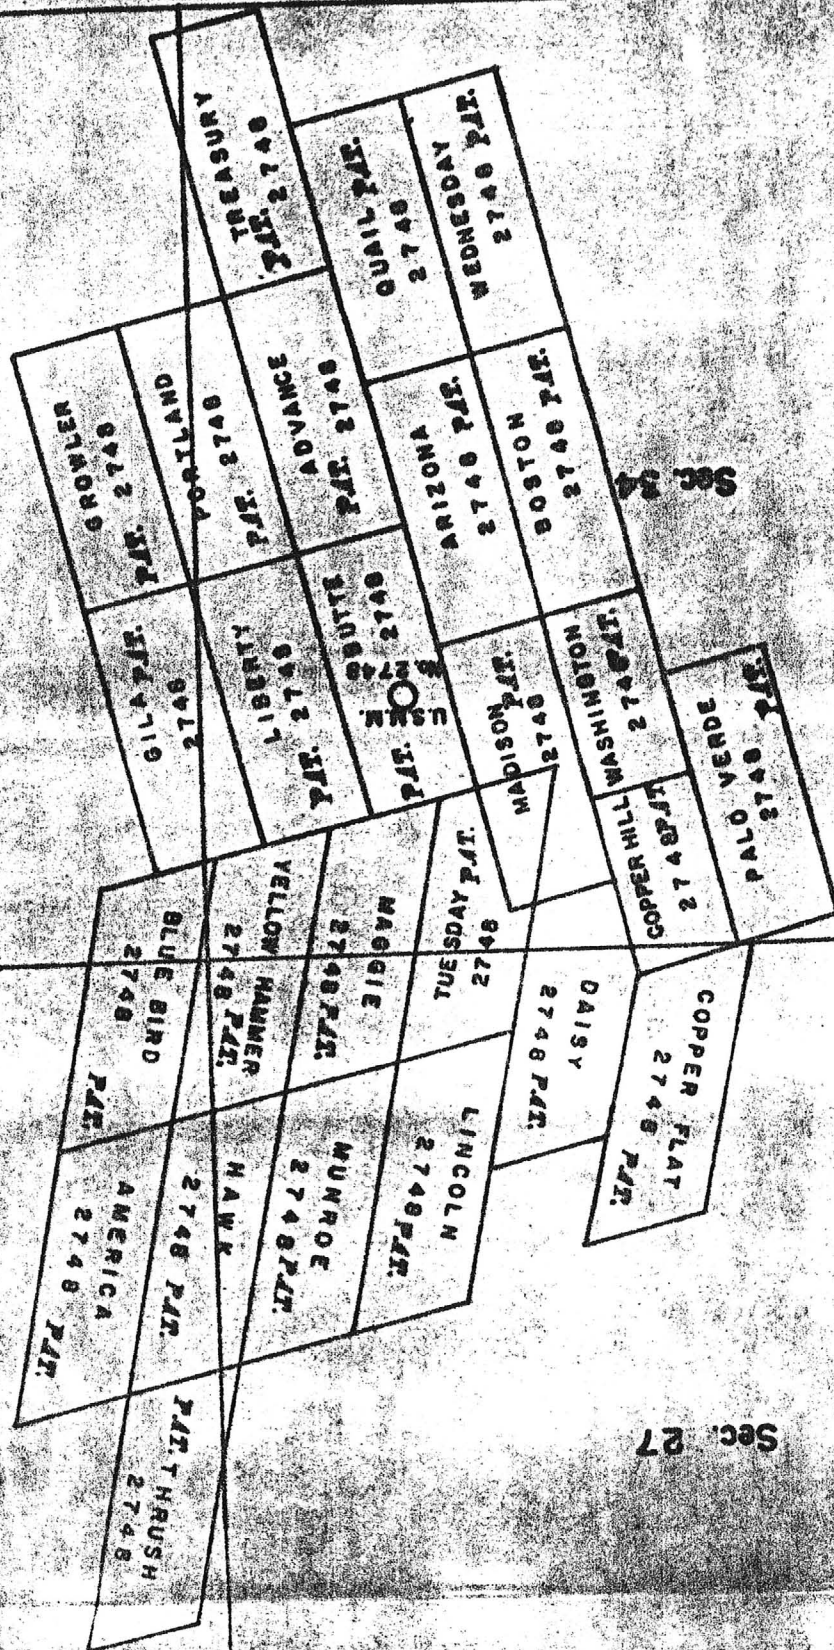 TREASURY
PAT. 2748
QUAIL PAT.
2748
WEDNESDAY
2748 PAT.
GROWLER
2748
PAT.
PORTLAND
2748
PAT.
ADVANCE
2748
PAT.
ARIZONA
2748 PAT.
BOSTON
2748 PAT.
Sec. 34
GILA PAT.
2748
LIBERTY
2748
PAT.
BUTTE
2748
PAT.
U.S.M.M.
2748
MADISON PAT.
2748
WASHINGTON
2748 PAT.
COPPER HILL
2748 PAT.
PALO VERDE
2748 PAT.
BLUE BIRD
2748
PAT.
YELLOW HAMMER
2748 PAT.
MAGGIE
2748 PAT.
TUESDAY PAT.
2748
DAISY
2748 PAT.
COPPER FLAT
2748 PAT.
AMERICA
2748 PAT.
HAWK
2748 PAT.
MUNROE
2748 PAT.
LINCOLN
2748 PAT.
PAT. THRUSH
2748
Sec. 27